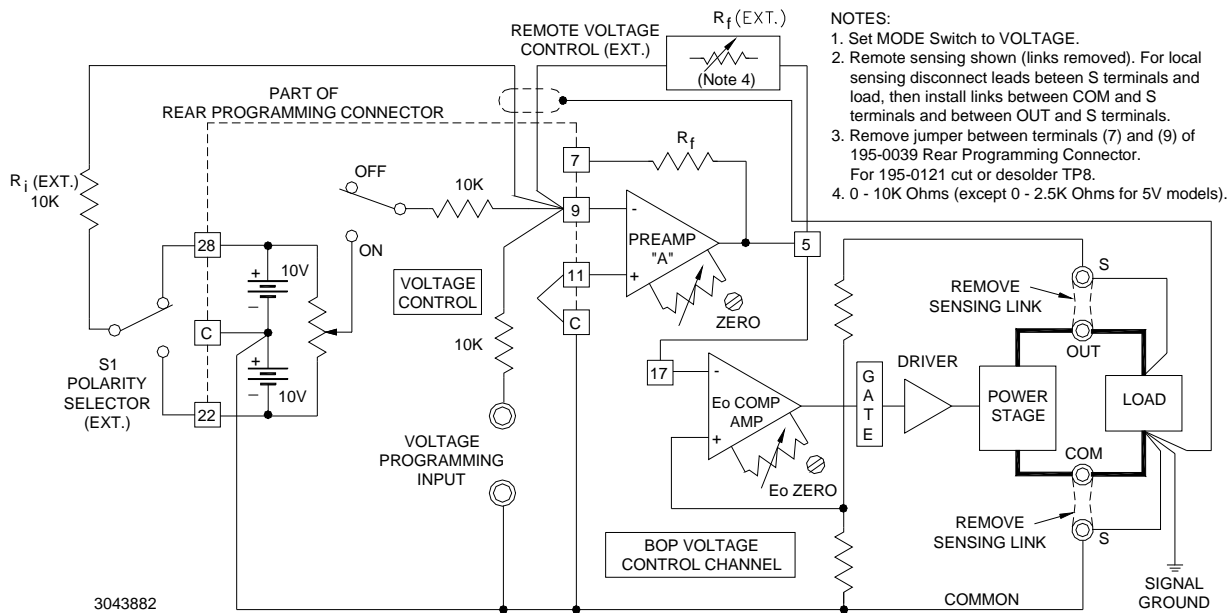 R f (EXT.)
REMOTE VOLTAGE
CONTROL (EXT.)
(Note 4)
NOTES:
1. Set MODE Switch to VOLTAGE.
2. Remote sensing shown (links removed). For local
sensing disconnect leads beteen S terminals and
load, then install links between COM and S
terminals and between OUT and S terminals.
3. Remove jumper between terminals (7) and (9) of
195-0039 Rear Programming Connector.
For 195-0121 cut or desolder TP8.
4. 0 - 10K Ohms (except 0 - 2.5K Ohms for 5V models).
PART OF
REAR PROGRAMMING CONNECTOR
R i (EXT.)
10K
OFF
ON
10K
7
R f
9
-
PREAMP
"A"
+
11
C
ZERO
5
28
+
10V
–
C
+
10V
–
22
S1
POLARITY
SELECTOR
(EXT.)
VOLTAGE
CONTROL
10K
VOLTAGE
PROGRAMMING
INPUT
17
-
Eo COMP
AMP
+
Eo ZERO
GATE
DRIVER
POWER
STAGE
S
REMOVE
SENSING LINK
OUT
LOAD
COM
REMOVE
SENSING LINK
S
BOP VOLTAGE
CONTROL CHANNEL
COMMON
SIGNAL
GROUND
3043882